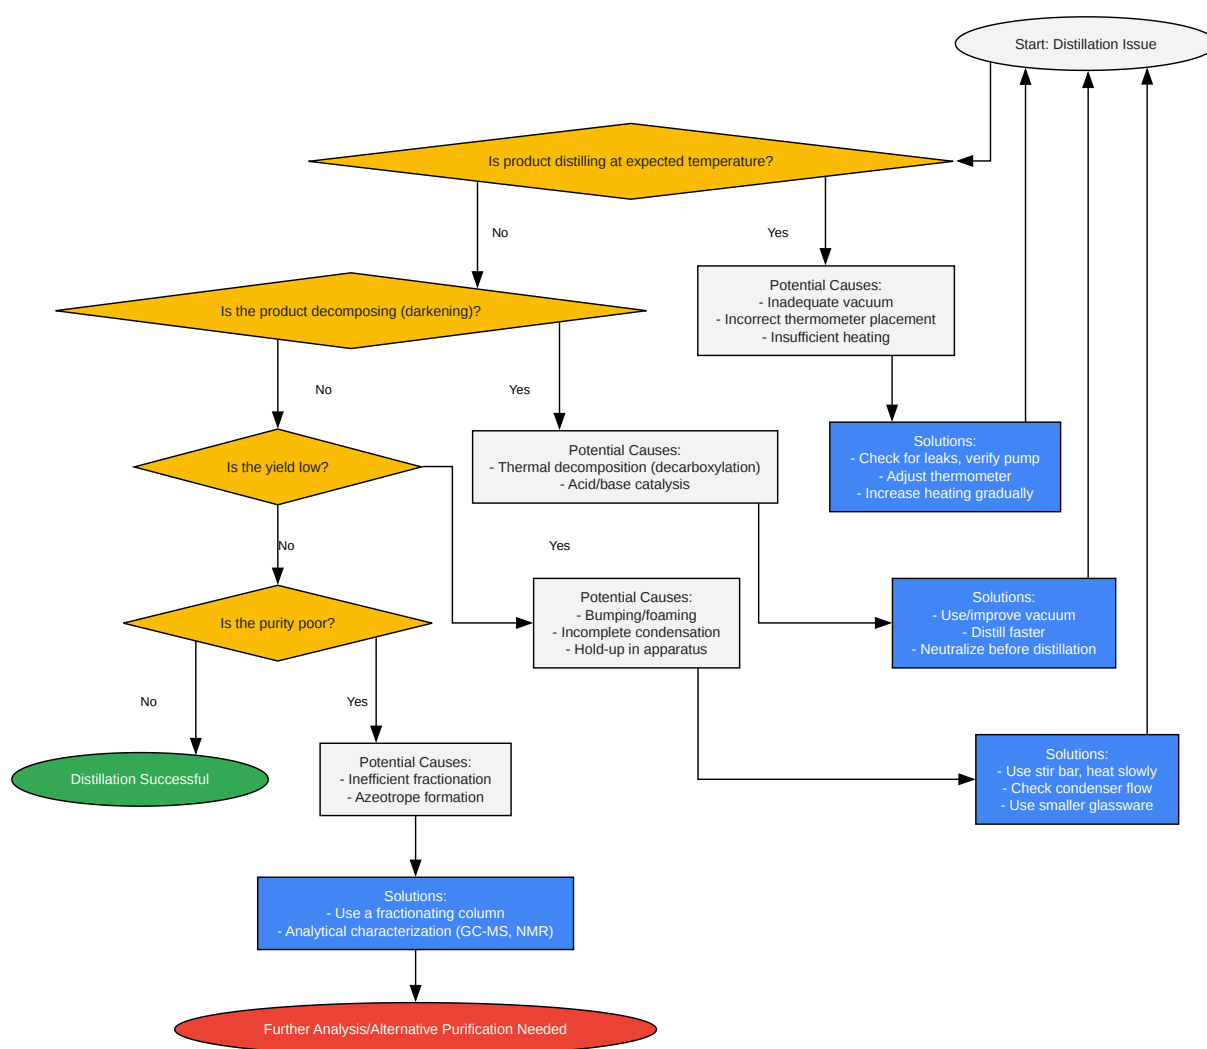 Start: Distillation Issue
Is product distilling at expected temperature?
No
Yes
Is the product decomposing (darkening)?
Potential Causes:
- Inadequate vacuum
- Incorrect thermometer placement
- Insufficient heating
No
Yes
Is the yield low?
Potential Causes:
- Thermal decomposition (decarboxylation)
- Acid/base catalysis
Solutions:
- Check for leaks, verify pump
- Adjust thermometer
- Increase heating gradually
No
Yes
Is the purity poor?
Potential Causes:
- Bumping/foaming
- Incomplete condensation
- Hold-up in apparatus
Solutions:
- Use/improve vacuum
- Distill faster
- Neutralize before distillation
No
Yes
Distillation Successful
Potential Causes:
- Inefficient fractionation
- Azeotrope formation
Solutions:
- Use stir bar, heat slowly
- Check condenser flow
- Use smaller glassware
Solutions:
- Use a fractionating column
- Analytical characterization (GC-MS, NMR)
Further Analysis/Alternative Purification Needed